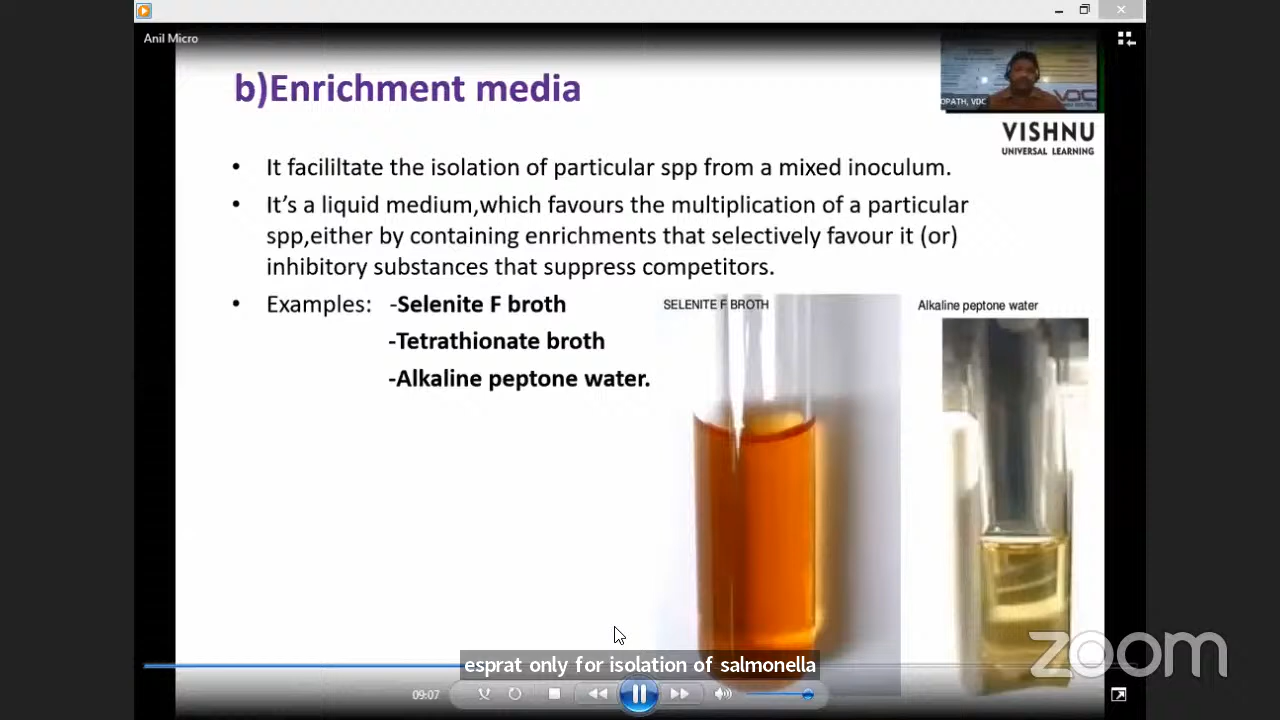 Anil Micro
b)Enrichment media
OPATH, VDC
VDC
VISHNU
UNIVERSAL LEARNING
• It facililtate the isolation of particular spp from a mixed inoculum.
• It’s a liquid medium,which favours the multiplication of a particular
spp,either by containing enrichments that selectively favour it (or)
inhibitory substances that suppress competitors.
• Examples: -Selenite F broth
-Tetrathionate broth
-Alkaline peptone water.
SELENITE F BROTH
Alkaline peptone water
esprat only for isolation of salmonella
zoom
09:07